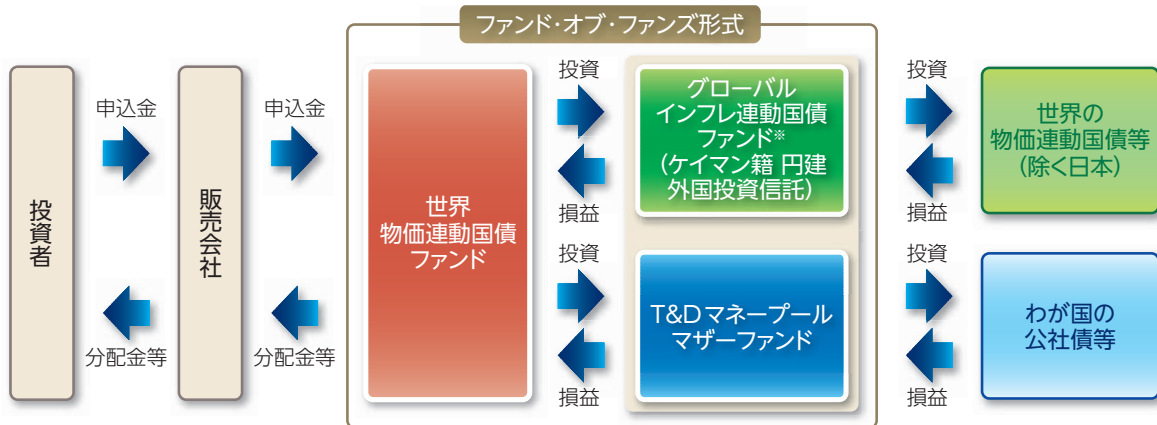 ファンド・オブ・ファンズ形式
投資者
申込金
分配金等
販売会社
申込金
分配金等
世界
物価連動国債
ファンド
投資
損益
投資
損益
グローバル
インフレ連動国債
ファンド※
(ケイマン籍 円建
外国投資信託)
T&Dマネープール
マザーファンド
投資
損益
投資
損益
世界の
物価連動国債等
(除く日本)
わが国の
公社債等